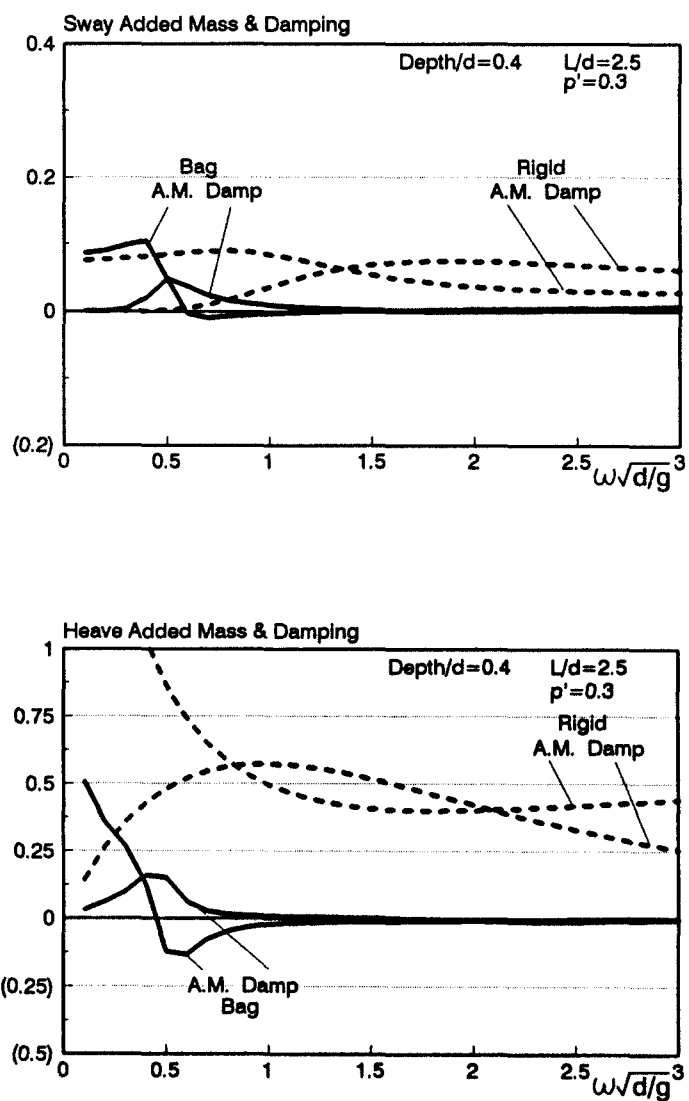 Sway Added Mass & Damping
0.4
Depth/d=0.4 L/d=2.5
p'=0.3
Bag Rigid
0.2
A.M. Damp A.M. Damp
0
(0.2)
0 0.5 1 1.5 2 2.5 3
ω√d/g
Heave Added Mass & Damping
1
Depth/d=0.4 L/d=2.5
p'=0.3
0.75
Rigid
A.M. Damp
0.5
0.25
0
(0.25)
A.M. Damp
Bag
(0.5)
0 0.5 1 1.5 2 2.5 3
ω√d/g